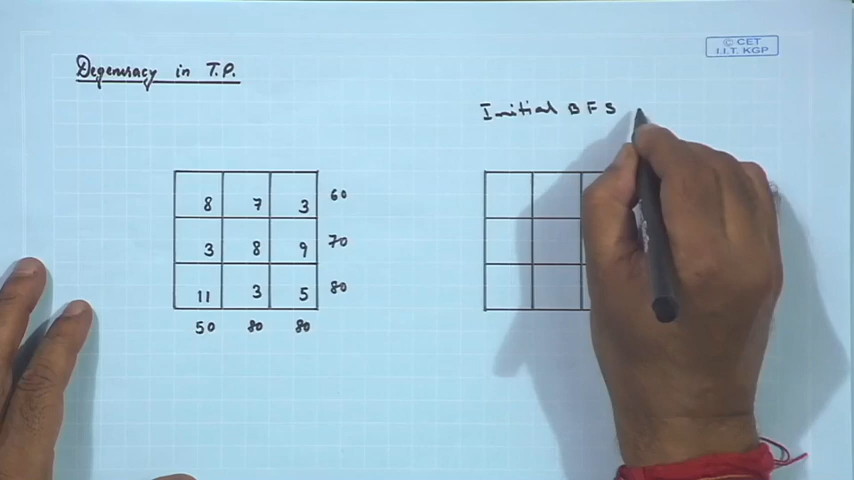 Degeneracy in T.P.
© CET
I.I.T. KGP
Initial BFS
8 7 3 60
3 8 9 70
11 3 5 80
50 80 80